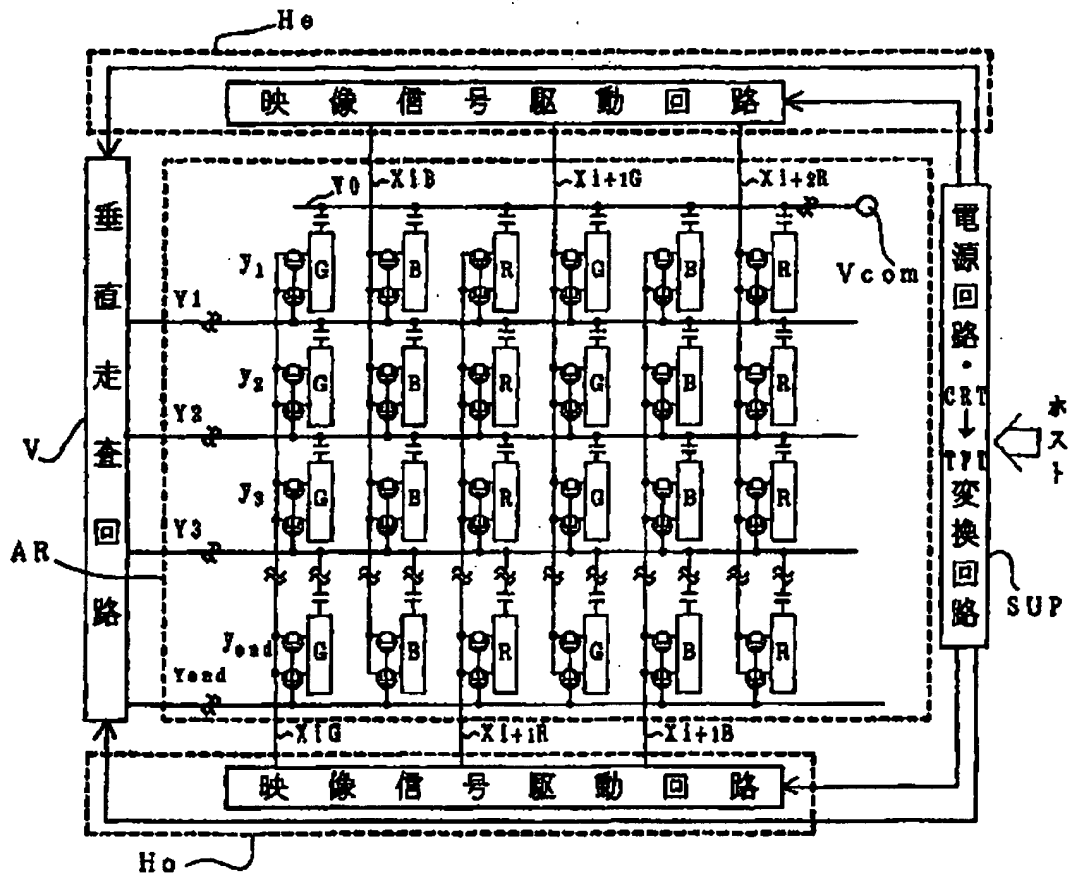 He
映像信号駆動回路
XiB
Xi+1G
Xi+2R
Y0
Vcom
垂直走査回路
V
AR
y1
G B R G B R
Y1
y2
G B R G B R
Y2
y3
G B R G B R
Y3
yend
G B R G B R
Yend
電源回路・CRT→TFT変換回路
ホスト
SUP
XiG
Xi+1R
Xi+1B
映像信号駆動回路
Ho